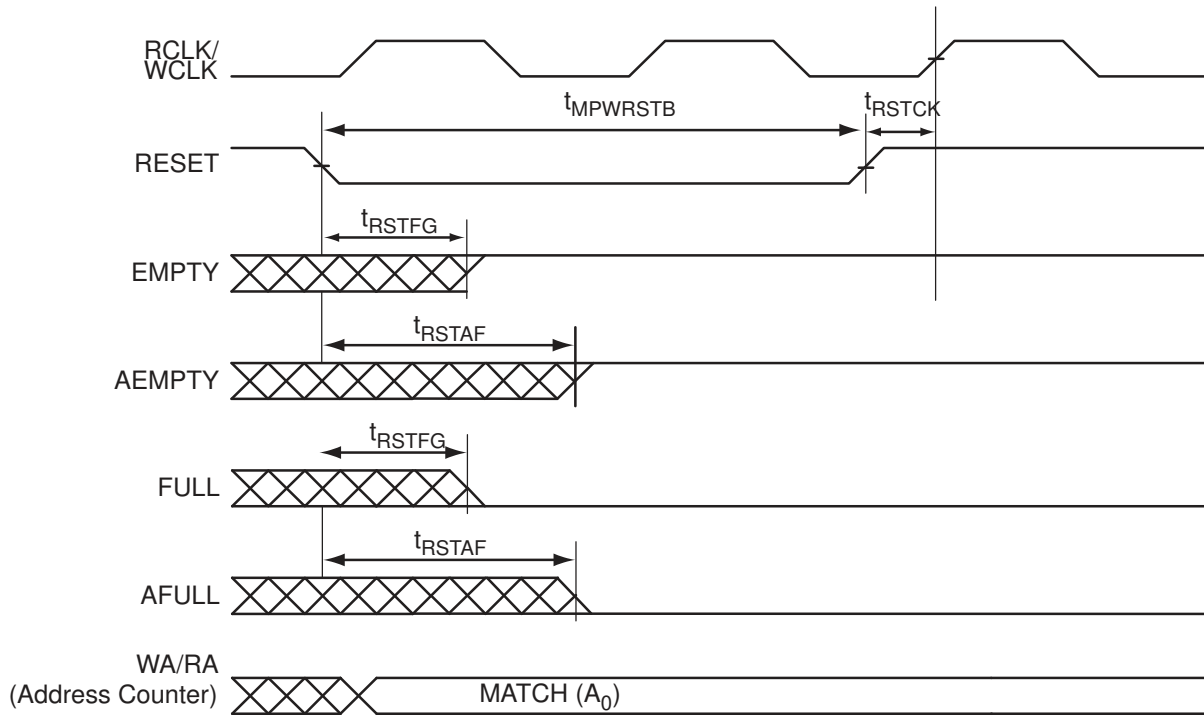 RCLK/
WCLK
tMPWRSTB
tRSTCK
RESET
tRSTFG
EMPTY
tRSTAF
AEMPTY
tRSTFG
FULL
tRSTAF
AFULL
WA/RA
(Address Counter)
MATCH (A0)